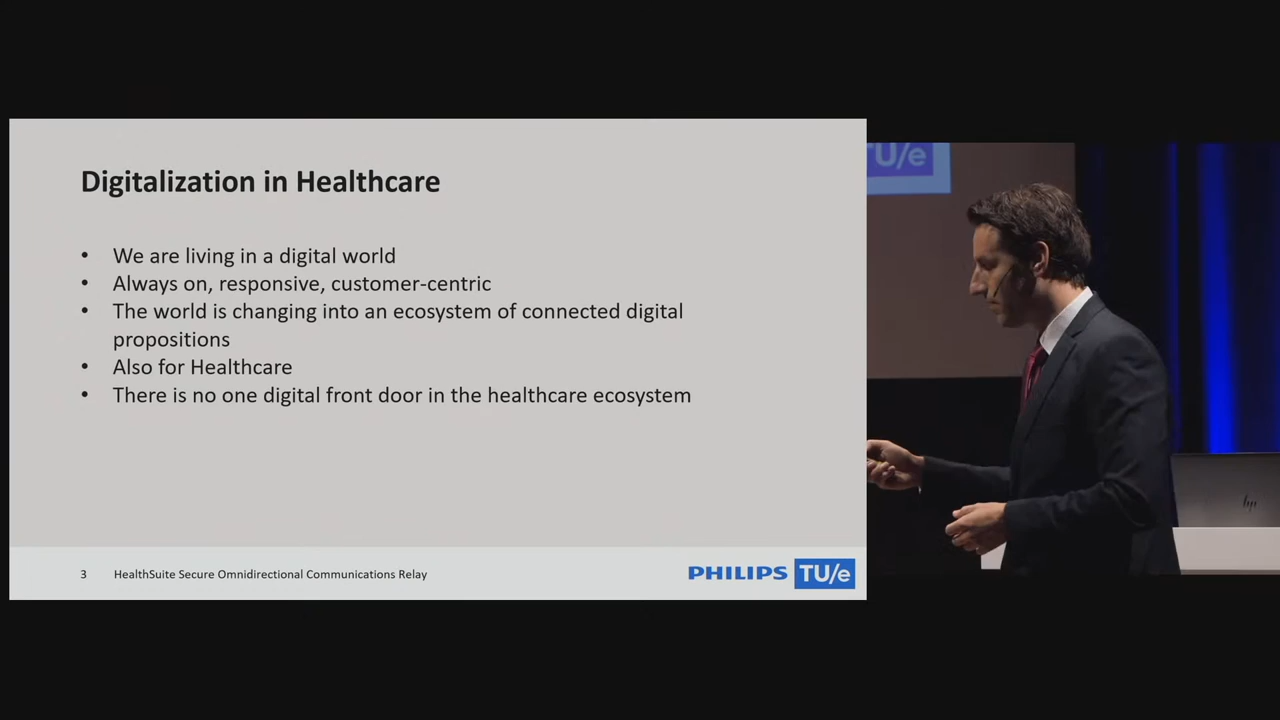 Digitalization in Healthcare
• We are living in a digital world
• Always on, responsive, customer-centric
• The world is changing into an ecosystem of connected digital
propositions
• Also for Healthcare
• There is no one digital front door in the healthcare ecosystem
3 HealthSuite Secure Omnidirectional Communications Relay
PHILIPS TU/e
TU/e
hp